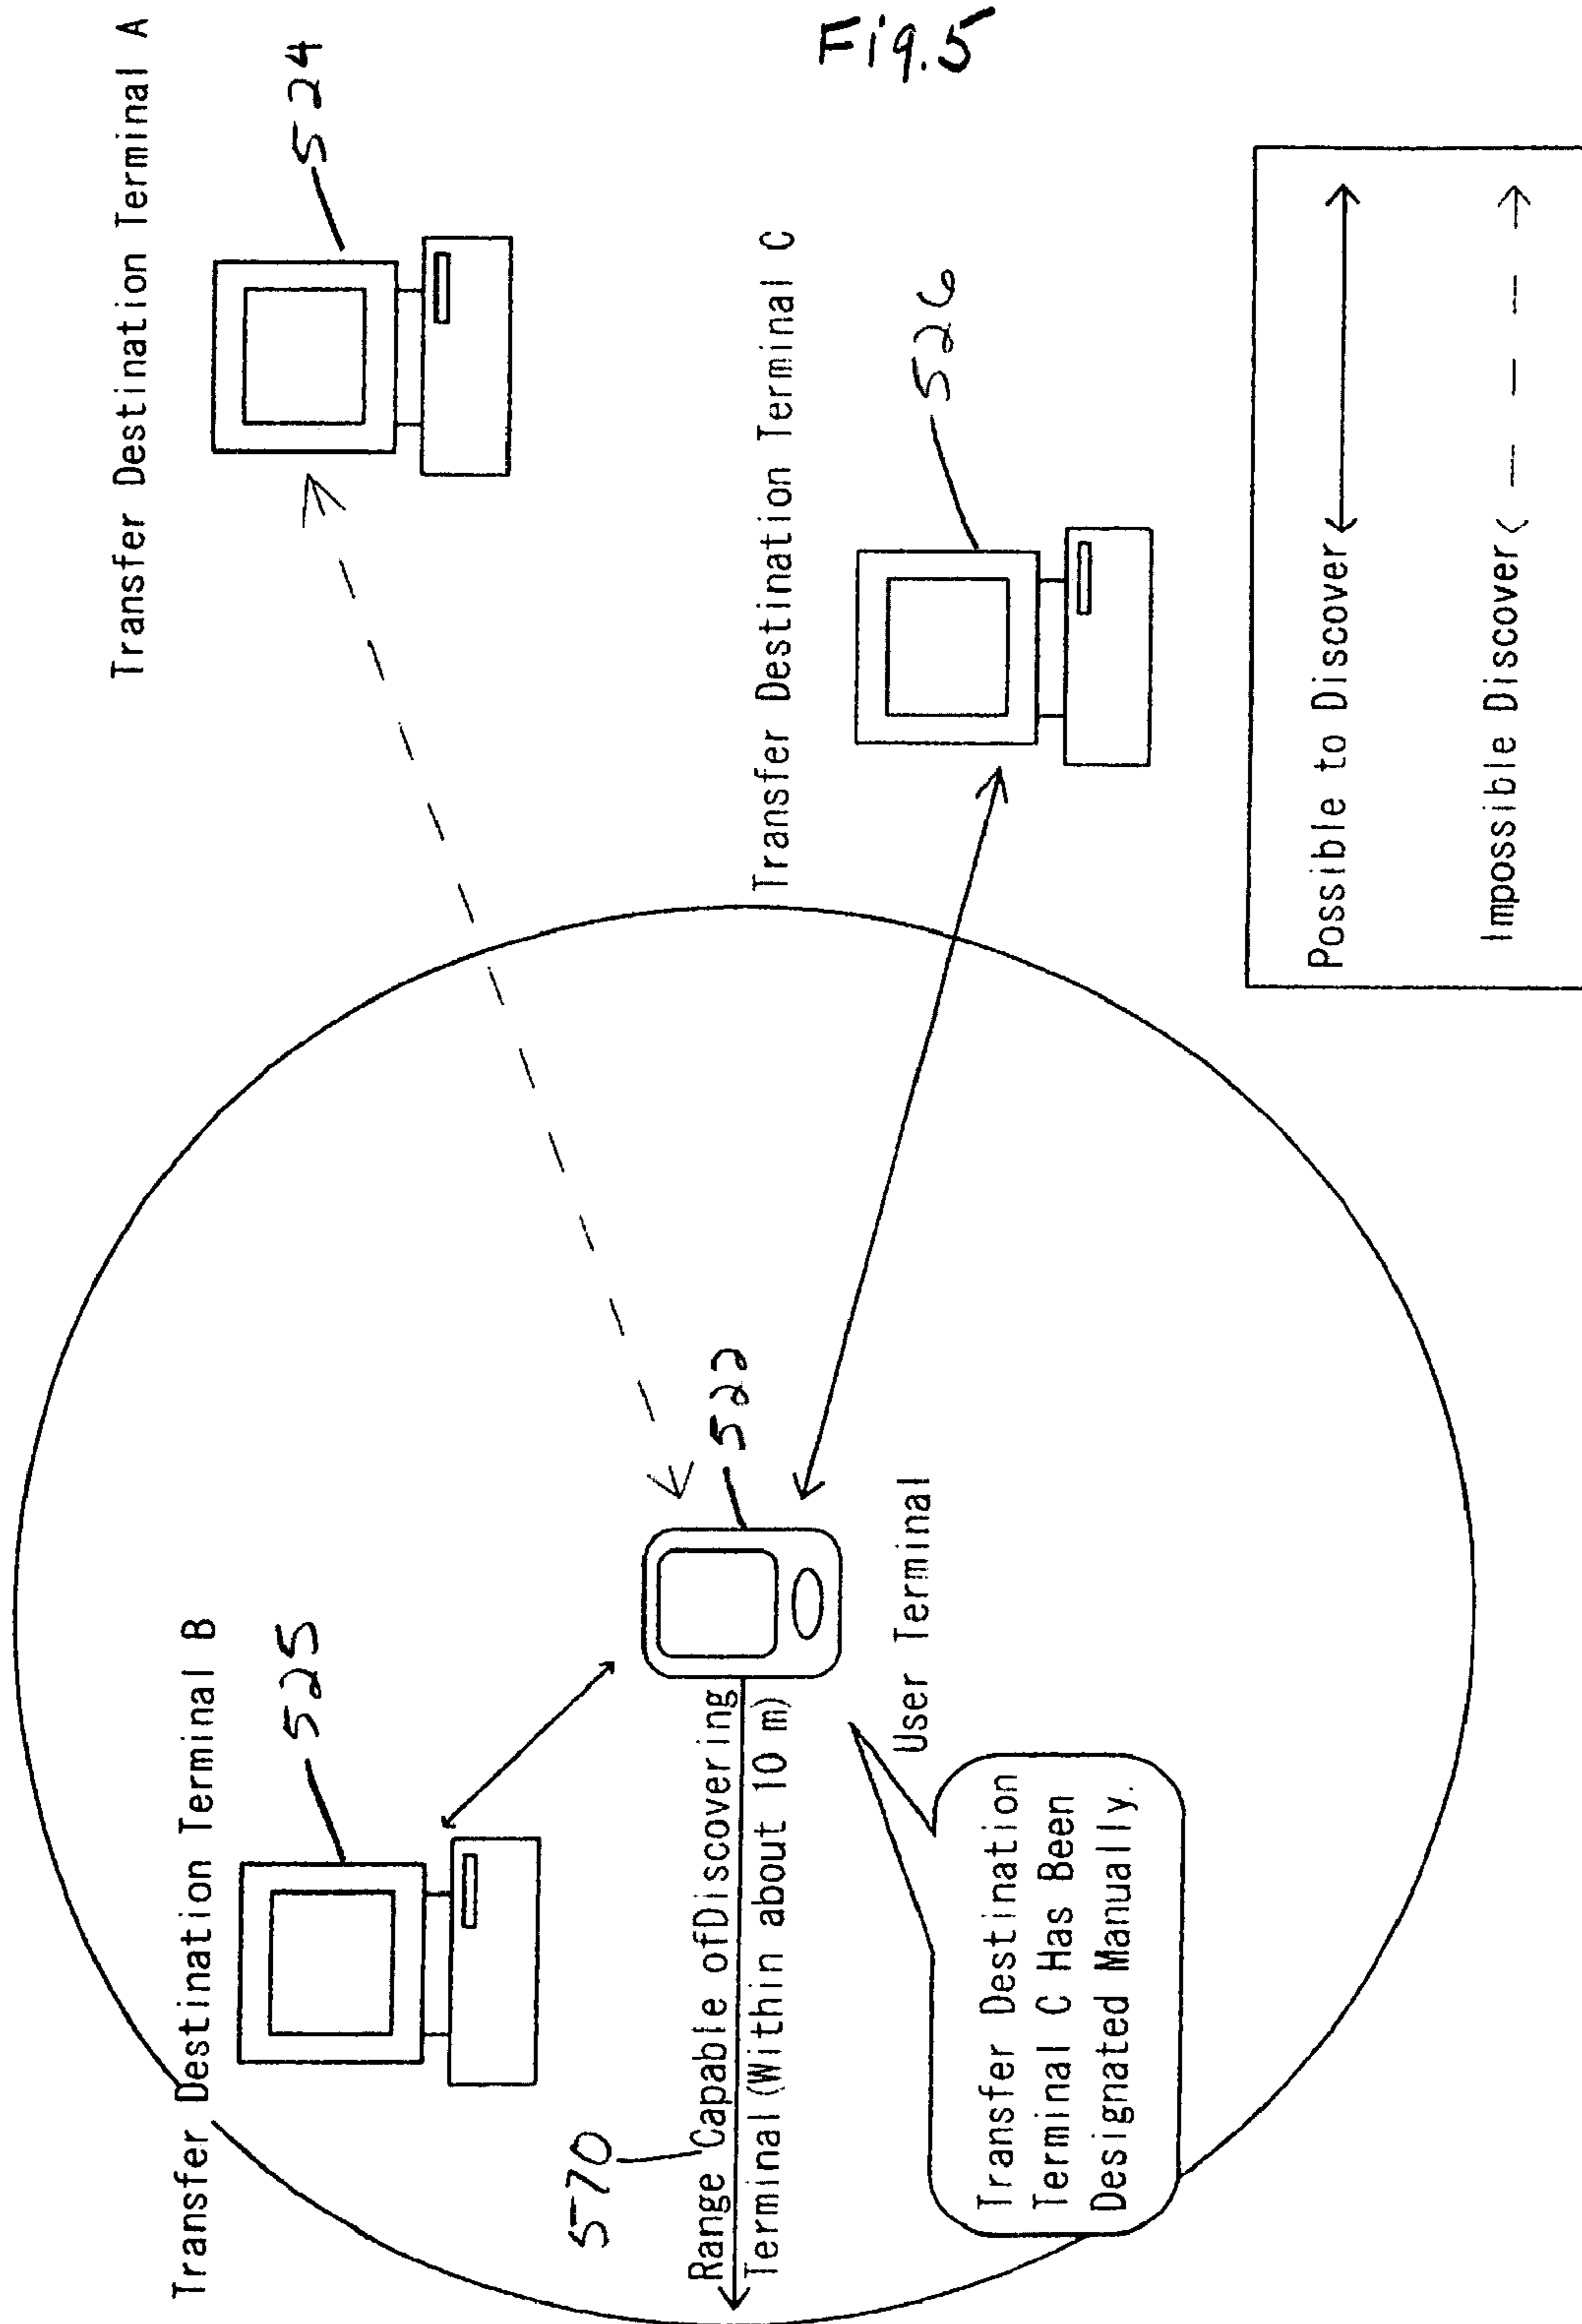 Fig.5
Transfer Destination Terminal A
524
Transfer Destination Terminal B
525
Transfer Destination Terminal C
526
522
User Terminal
570
Range Capable ofDiscovering
Terminal(Within about 10 m)
Transfer Destination
Terminal C Has Been
Designated Manually.
Possible to Discover
Impossible Discover